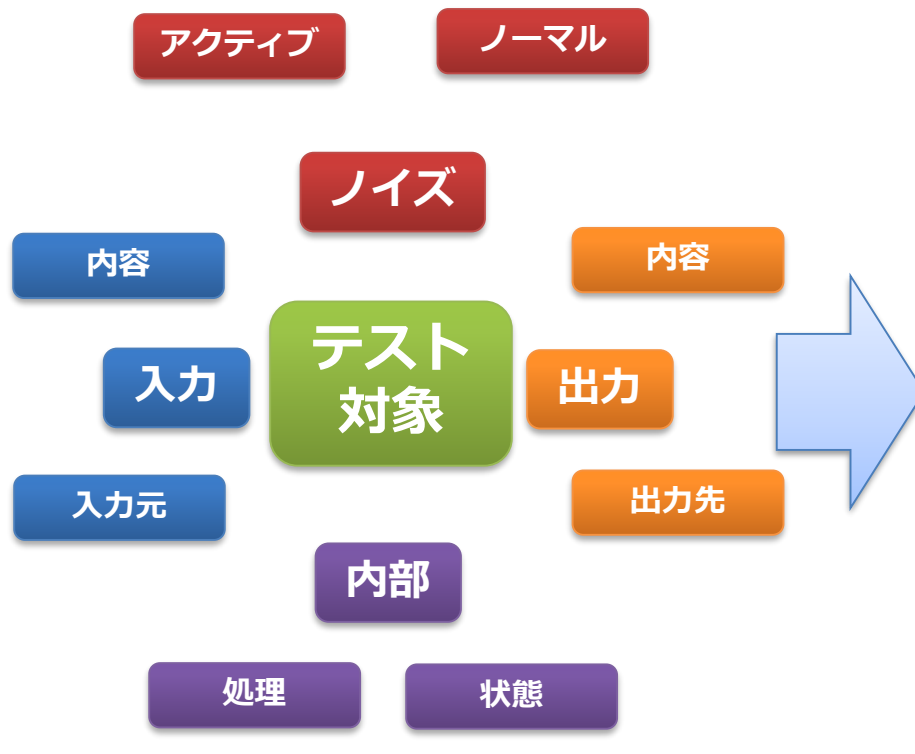 アクティブ
ノーマル
ノイズ
内容
内容
テスト
対象
入力
出力
入力元
出力先
内部
処理
状態